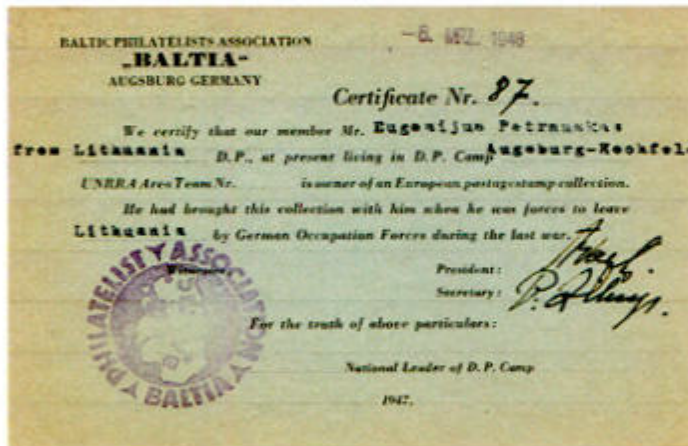 BALTIC PHILATELISTS ASSOCIATION
„BALTIA“
AUGSBURG GERMANY
-8. MRZ. 1948
Certificate Nr. 87.
We certify that our member Mr. Eugenijus Petrauskas
from Lithuania D.P., at present living in D.P. Camp Augsburg-Hochfeld
UNRRA Area Team Nr. is owner of an European postagestamp collection.
He had brought this collection with him when he was forces to leave
Lithuania by German Occupation Forces during the last war.
President:
Secretary:
PHILATELIST ASSOCIATION
BALTIA
For the truth of above particulars:
National Leader of D. P. Camp
1947.